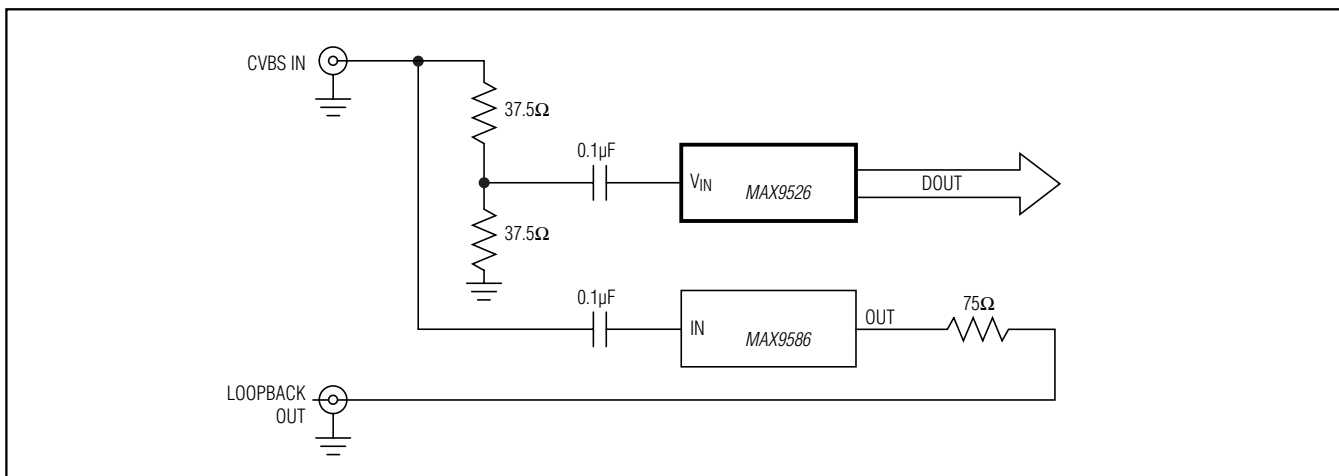 CVBS IN
37.5Ω
0.1µF
VIN
MAX9526
DOUT
37.5Ω
0.1µF
IN
MAX9586
OUT
75Ω
LOOPBACK
OUT